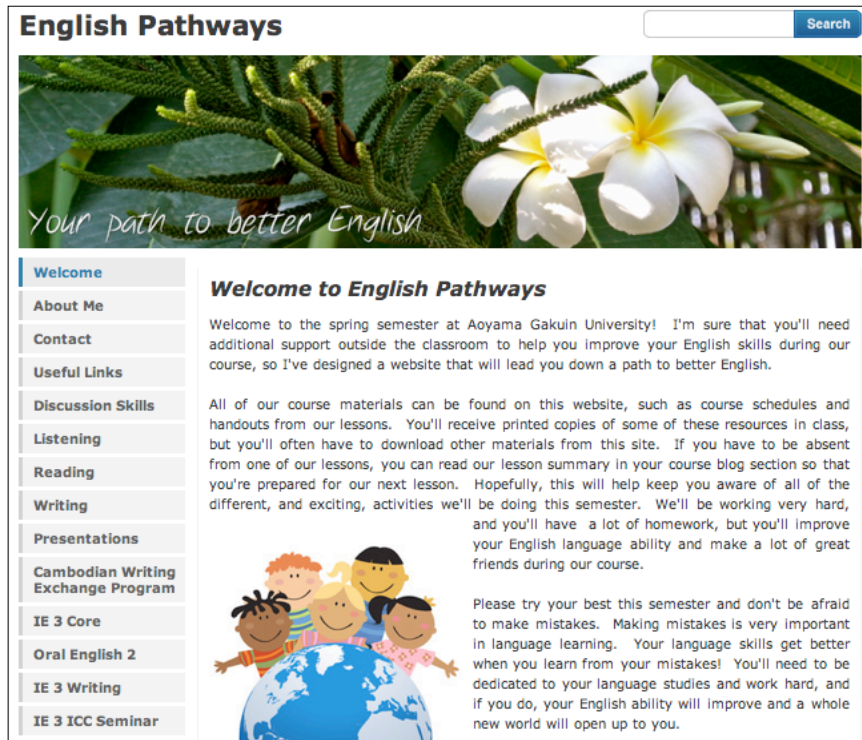 English Pathways
Search
Your path to better English
Welcome
About Me
Contact
Useful Links
Discussion Skills
Listening
Reading
Writing
Presentations
Cambodian Writing
Exchange Program
IE 3 Core
Oral English 2
IE 3 Writing
IE 3 ICC Seminar
Welcome to English Pathways
Welcome to the spring semester at Aoyama Gakuin University! I'm sure that you'll need
additional support outside the classroom to help you improve your English skills during our
course, so I've designed a website that will lead you down a path to better English.
All of our course materials can be found on this website, such as course schedules and
handouts from our lessons. You'll receive printed copies of some of these resources in class,
but you'll often have to download other materials from this site. If you have to be absent
from one of our lessons, you can read our lesson summary in your course blog section so that
you're prepared for our next lesson. Hopefully, this will help keep you aware of all of the
different, and exciting, activities we'll be doing this semester. We'll be working very hard,
and you'll have a lot of homework, but you'll improve
your English language ability and make a lot of great
friends during our course.
Please try your best this semester and don't be afraid
to make mistakes. Making mistakes is very important
in language learning. Your language skills get better
when you learn from your mistakes! You'll need to be
dedicated to your language studies and work hard, and
if you do, your English ability will improve and a whole
new world will open up to you.